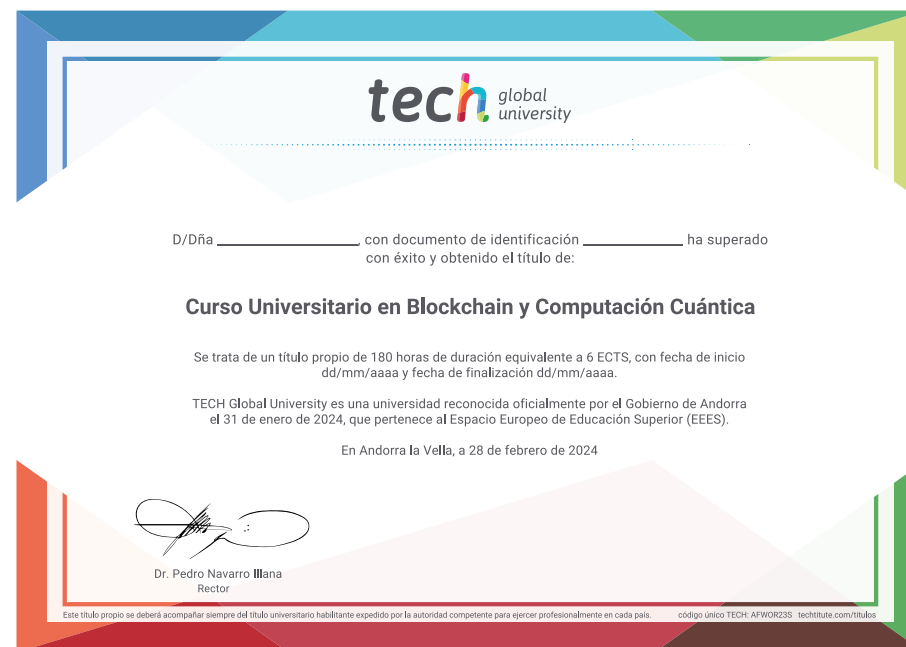 tech global
university
D/Dña ____________________, con documento de identificación ______________ ha superado
con éxito y obtenido el título de:
Curso Universitario en Blockchain y Computación Cuántica
Se trata de un título propio de 180 horas de duración equivalente a 6 ECTS, con fecha de inicio
dd/mm/aaaa y fecha de finalización dd/mm/aaaa.
TECH Global University es una universidad reconocida oficialmente por el Gobierno de Andorra
el 31 de enero de 2024, que pertenece al Espacio Europeo de Educación Superior (EEES).
En Andorra la Vella, a 28 de febrero de 2024
Dr. Pedro Navarro Illana
Rector
Este título propio se deberá acompañar siempre del título universitario habilitante expedido por la autoridad competente para ejercer profesionalmente en cada país. código único TECH: AFWOR23S techtitute.com/titulos